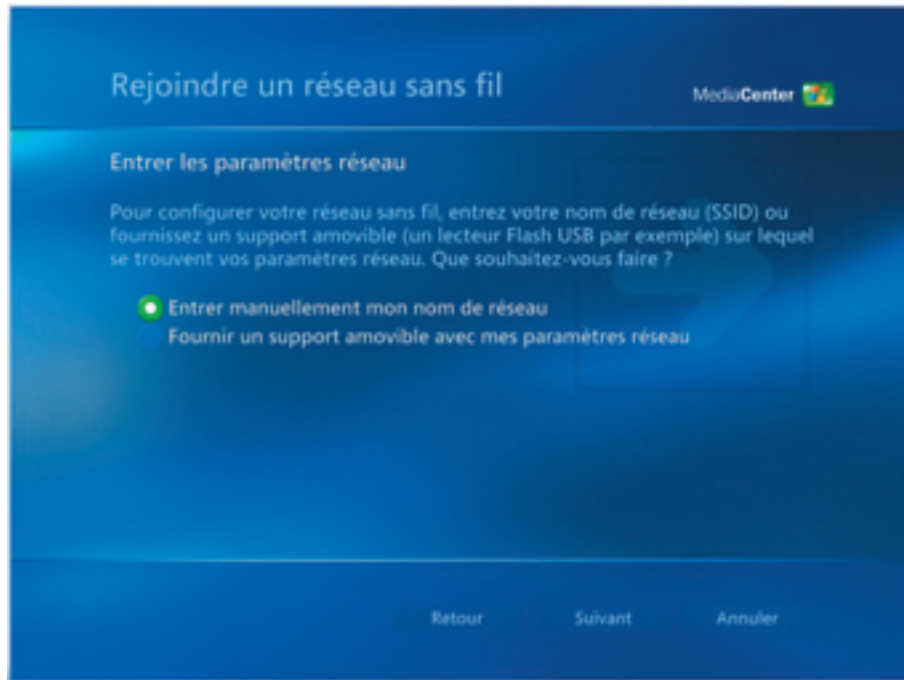 Rejoindre un réseau sans fil
MediaCenter
Entrer les paramètres réseau
Pour configurer votre réseau sans fil, entrez votre nom de réseau (SSID) ou
fournissez un support amovible (un lecteur Flash USB par exemple) sur lequel
se trouvent vos paramètres réseau. Que souhaitez-vous faire ?
Entrer manuellement mon nom de réseau
Fournir un support amovible avec mes paramètres réseau
Retour Suivant Annuler